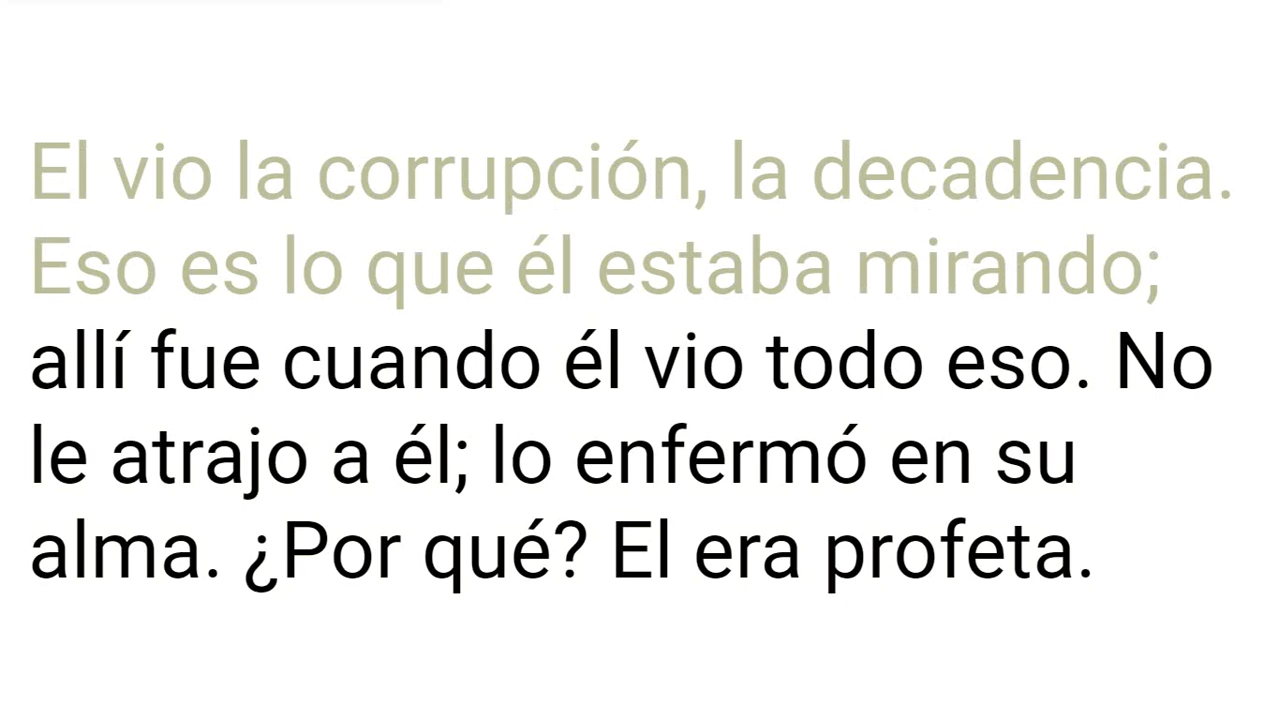 El vio la corrupción, la decadencia.
Eso es lo que él estaba mirando;
allí fue cuando él vio todo eso. No
le atrajo a él; lo enfermó en su
alma. ¿Por qué? El era profeta.